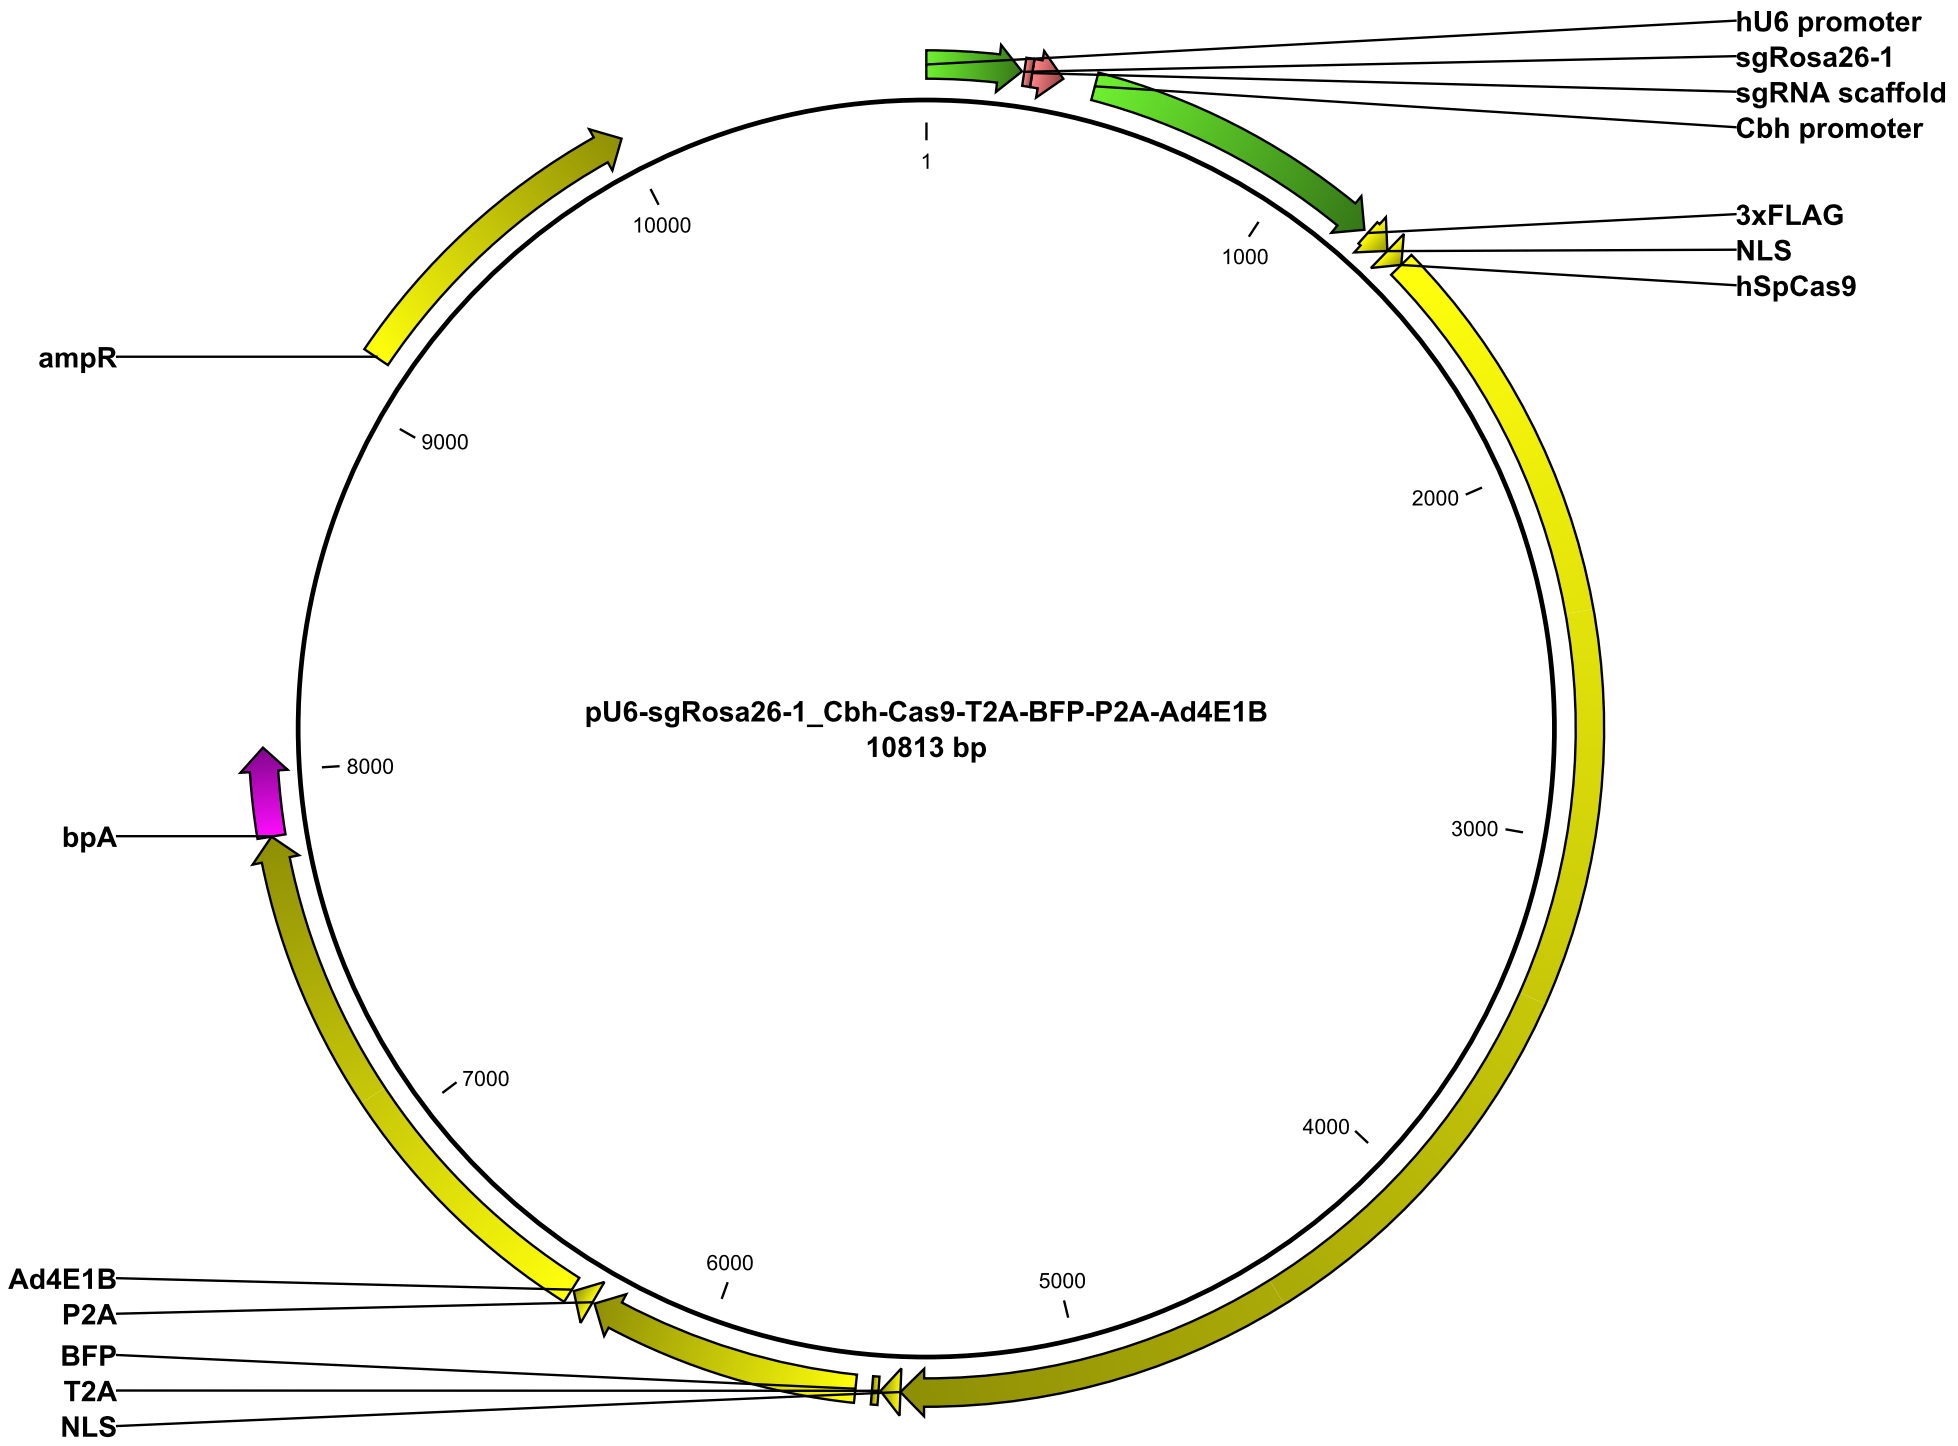 hU6 promoter
sgRosa26-1
sgRNA scaffold
Cbh promoter
1
10000
1000
3xFLAG
NLS
hSpCas9
ampR
9000
2000
pU6-sgRosa26-1_Cbh-Cas9-T2A-BFP-P2A-Ad4E1B
10813 bp
8000
bpA
3000
7000
4000
6000
5000
Ad4E1B
P2A
BFP
T2A
NLS